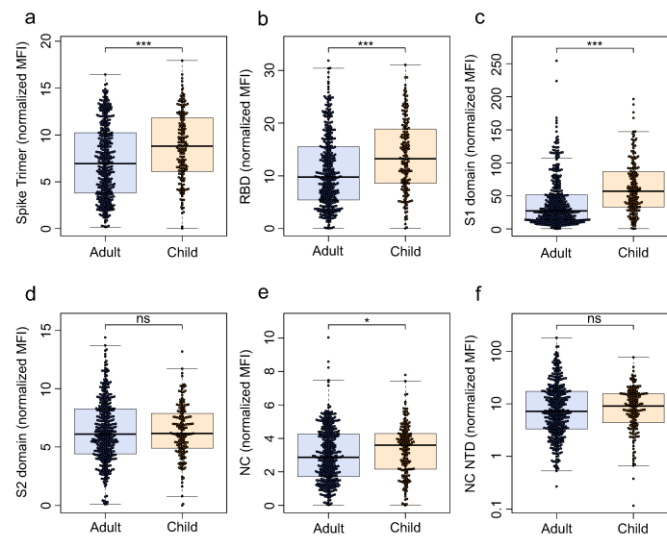 a
b
c
***
***
***
Spike Trimer (normalized MFI)
20
15
10
5
0
Adult
Child
RBD (normalized MFI)
30
20
10
0
Adult
Child
S1 domain (normalized MFI)
250
200
150
100
50
0
Adult
Child
d
e
f
ns
*
ns
S2 domain (normalized MFI)
15
10
5
0
Adult
Child
NC (normalized MFI)
10
8
6
4
2
0
Adult
Child
NC NTD (normalized MFI)
100
10
1
0.1
Adult
Child